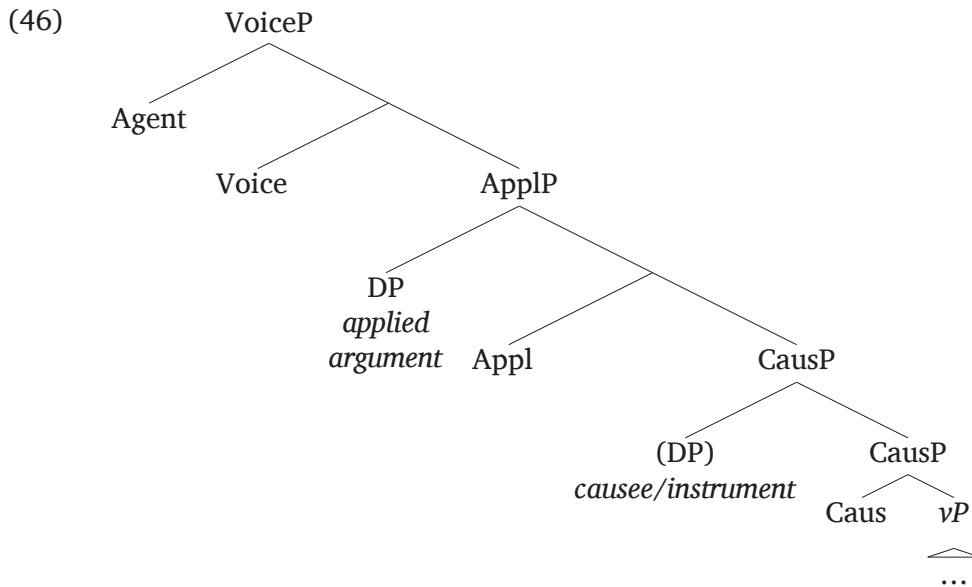 (46) VoiceP
Agent
Voice ApplP
DP
applied
argument Appl CausP
(DP) CausP
causee/instrument
Caus vP
...